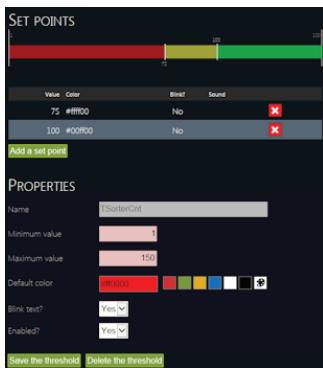 SET POINTS
1 100 150
75
Value Color Blink? Sound
75 #ffff00 No
100 #00ff00 No
Add a set point
PROPERTIES
Name TSorterCnt
Minimum value 1
Maximum value 150
Default color #ff0000
Blink text? Yes
Enabled? Yes
Save the threshold Delete the threshold